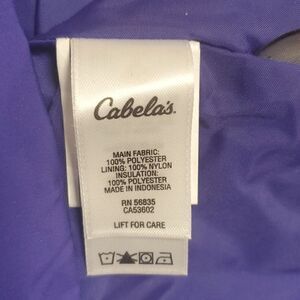 Cabela's.
MAIN FABRIC:
100% POLYESTER
LINING: 100% NYLON
INSULATION:
100% POLYESTER
MADE IN INDONESIA
RN 56835
CA53602
LIFT FOR CARE